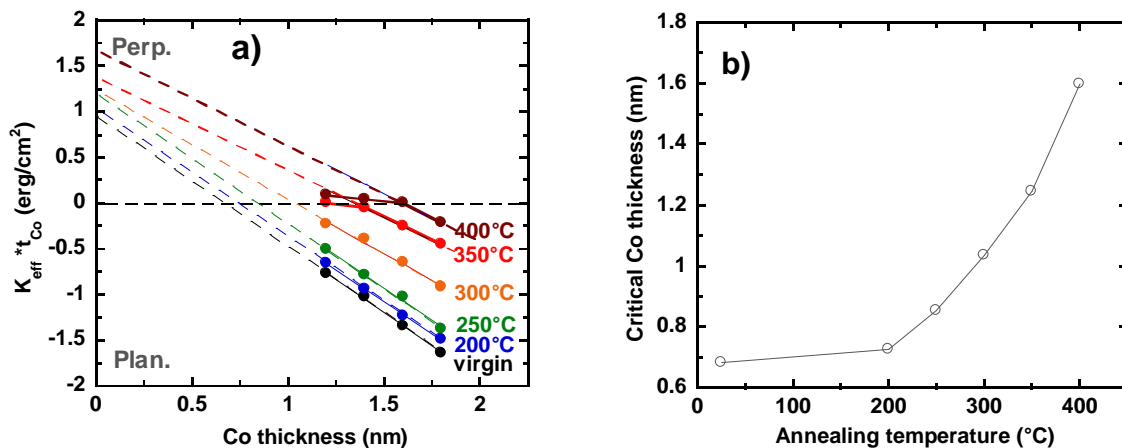 a)
Perp.
Plan.
2
1.5
1
0.5
0
-0.5
-1
-1.5
-2
K_eff *t_Co (erg/cm²)
400°C
350°C
300°C
250°C
200°C
virgin
0 0.5 1 1.5 2
Co thickness (nm)
b)
1.8
1.6
1.4
1.2
1
0.8
0.6
Critical Co thickness (nm)
0 100 200 300 400
Annealing temperature (°C)